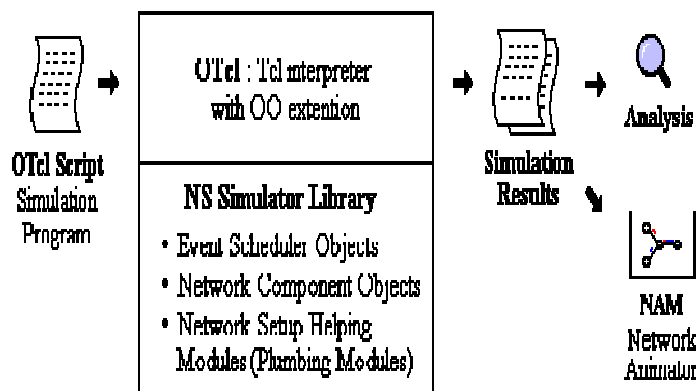 OTcl Script
Simulation
Program
OTcl : Tcl interpreter
with OO extention
NS Simulator Library
• Event Scheduler Objects
• Network Component Objects
• Network Setup Helping
Modules (Plumbing Modules)
Simulation
Results
Analysis
NAM
Network
Animator